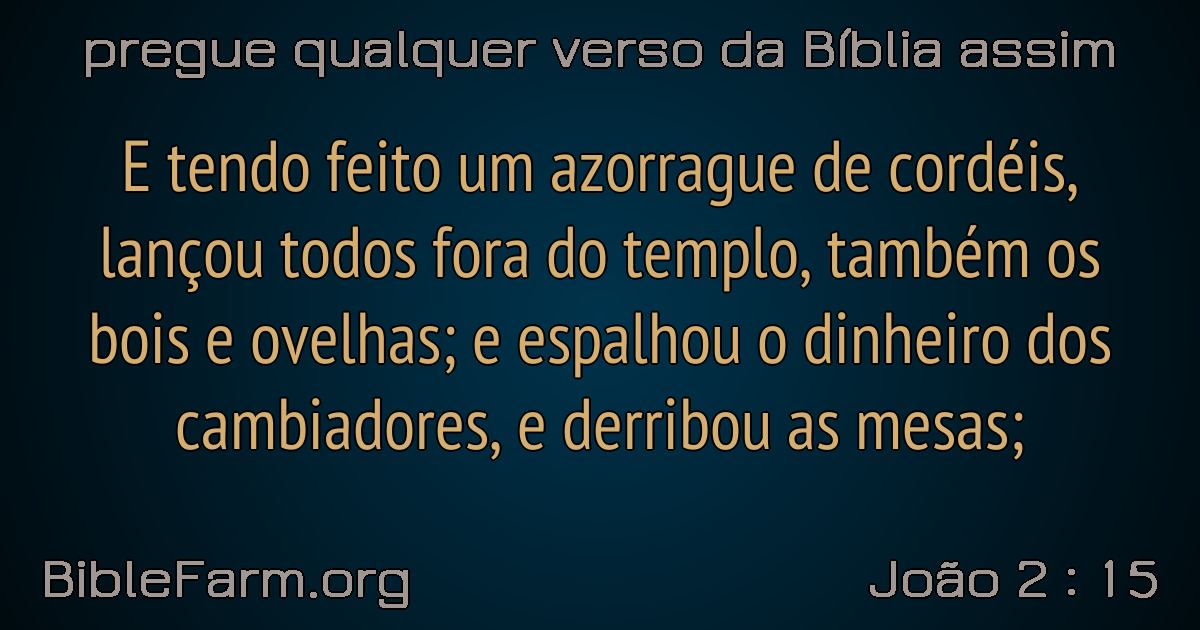 pregue qualquer verso da Bíblia assim
E tendo feito um azorrague de cordéis,
lançou todos fora do templo, também os
bois e ovelhas; e espalhou o dinheiro dos
cambiadores, e derribou as mesas;
BibleFarm.org
João 2 : 15